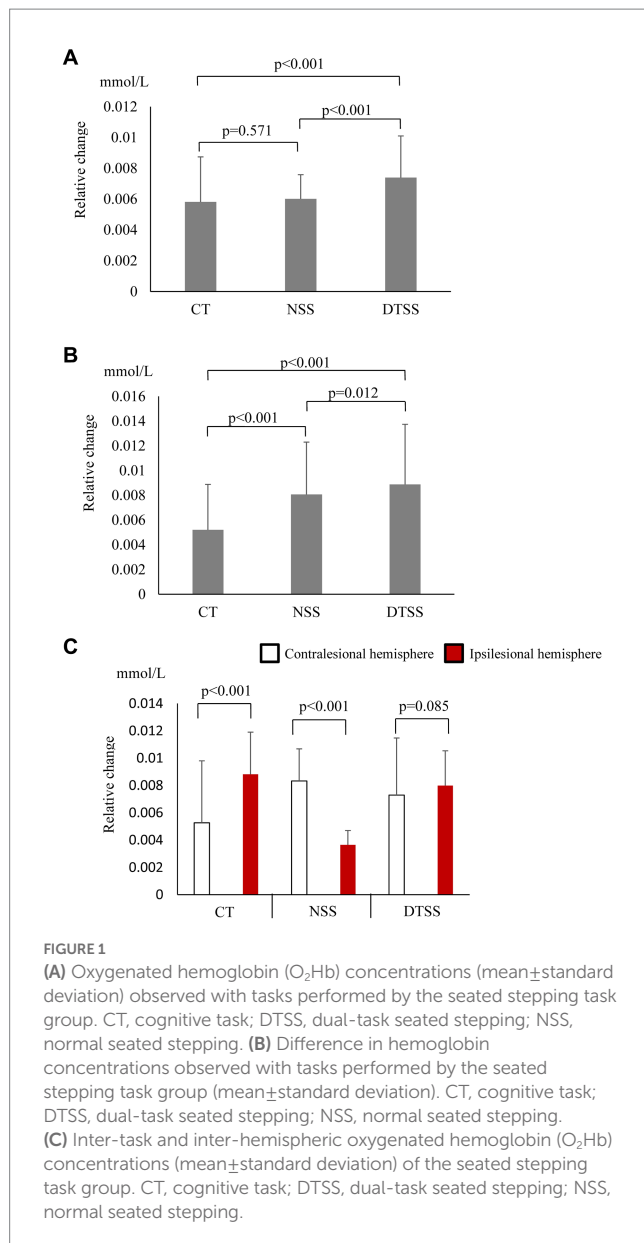 A
mmol/L
p<0.001
p=0.571
p<0.001
Relative change
0.012
0.01
0.008
0.006
0.004
0.002
0
CT NSS DTSS
B
mmol/L
p<0.001
p<0.001
p=0.012
Relative change
0.016
0.014
0.012
0.01
0.008
0.006
0.004
0.002
0
CT NSS DTSS
C
Contralesional hemisphere Ipsilesional hemisphere
mmol/L
p<0.001 p<0.001 p=0.085
Relative change
0.014
0.012
0.01
0.008
0.006
0.004
0.002
0
CT NSS DTSS
FIGURE 1
(A) Oxygenated hemoglobin (O₂Hb) concentrations (mean±standard
deviation) observed with tasks performed by the seated stepping task
group. CT, cognitive task; DTSS, dual-task seated stepping; NSS,
normal seated stepping. (B) Difference in hemoglobin
concentrations observed with tasks performed by the seated
stepping task group (mean±standard deviation). CT, cognitive task;
DTSS, dual-task seated stepping; NSS, normal seated stepping.
(C) Inter-task and inter-hemispheric oxygenated hemoglobin (O₂Hb)
concentrations (mean±standard deviation) of the seated stepping
task group. CT, cognitive task; DTSS, dual-task seated stepping; NSS,
normal seated stepping.